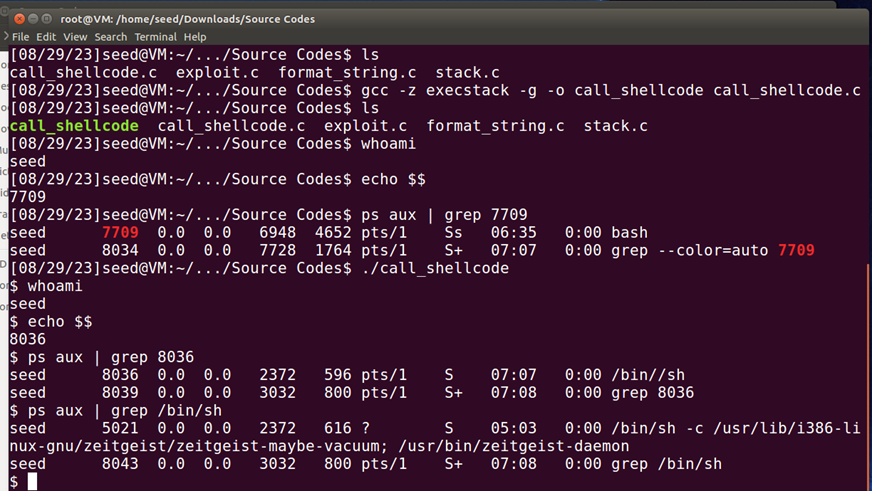 root@VM: /home/seed/Downloads/Source Codes
File Edit View Search Terminal Help
[08/29/23]seed@VM:~/.../Source Codes$ ls
call_shellcode.c  exploit.c  format_string.c  stack.c
[08/29/23]seed@VM:~/.../Source Codes$ gcc -z execstack -g -o call_shellcode call_shellcode.c
[08/29/23]seed@VM:~/.../Source Codes$ ls
call_shellcode  call_shellcode.c  exploit.c  format_string.c  stack.c
[08/29/23]seed@VM:~/.../Source Codes$ whoami
seed
[08/29/23]seed@VM:~/.../Source Codes$ echo $$
7709
[08/29/23]seed@VM:~/.../Source Codes$ ps aux | grep 7709
seed      7709  0.0  0.0   6948  4652 pts/1    Ss   06:35   0:00 bash
seed      8034  0.0  0.0   7728  1764 pts/1    S+   07:07   0:00 grep --color=auto 7709
[08/29/23]seed@VM:~/.../Source Codes$ ./call_shellcode
$ whoami
seed
$ echo $$
8036
$ ps aux | grep 8036
seed      8036  0.0  0.0   2372   596 pts/1    S    07:07   0:00 /bin//sh
seed      8039  0.0  0.0   3032   800 pts/1    S+   07:08   0:00 grep 8036
$ ps aux | grep /bin/sh
seed      5021  0.0  0.0   2372   616 ?        S    05:03   0:00 /bin/sh -c /usr/lib/i386-li
nux-gnu/zeitgeist/zeitgeist-maybe-vacuum; /usr/bin/zeitgeist-daemon
seed      8043  0.0  0.0   3032   800 pts/1    S+   07:08   0:00 grep /bin/sh
$